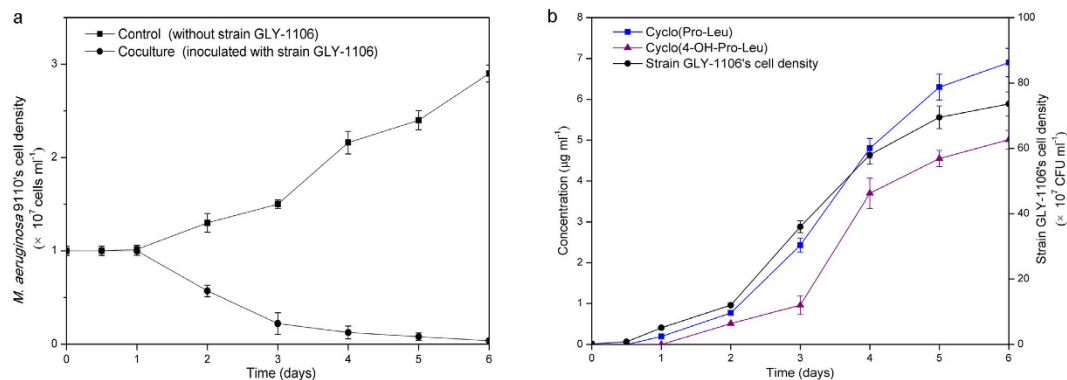 a
Control (without strain GLY-1106)
Coculture (inoculated with strain GLY-1106)
M. aeruginosa 9110's cell density
(× 10⁷ cells ml⁻¹)
3
2
1
0
0 1 2 3 4 5 6
Time (days)
b
Cyclo(Pro-Leu)
Cyclo(4-OH-Pro-Leu)
Strain GLY-1106's cell density
Concentration (µg ml⁻¹)
8
7
6
5
4
3
2
1
0
0 1 2 3 4 5 6
Time (days)
100
80
60
40
20
0
Strain GLY-1106's cell density
(× 10⁷ CFU ml⁻¹)